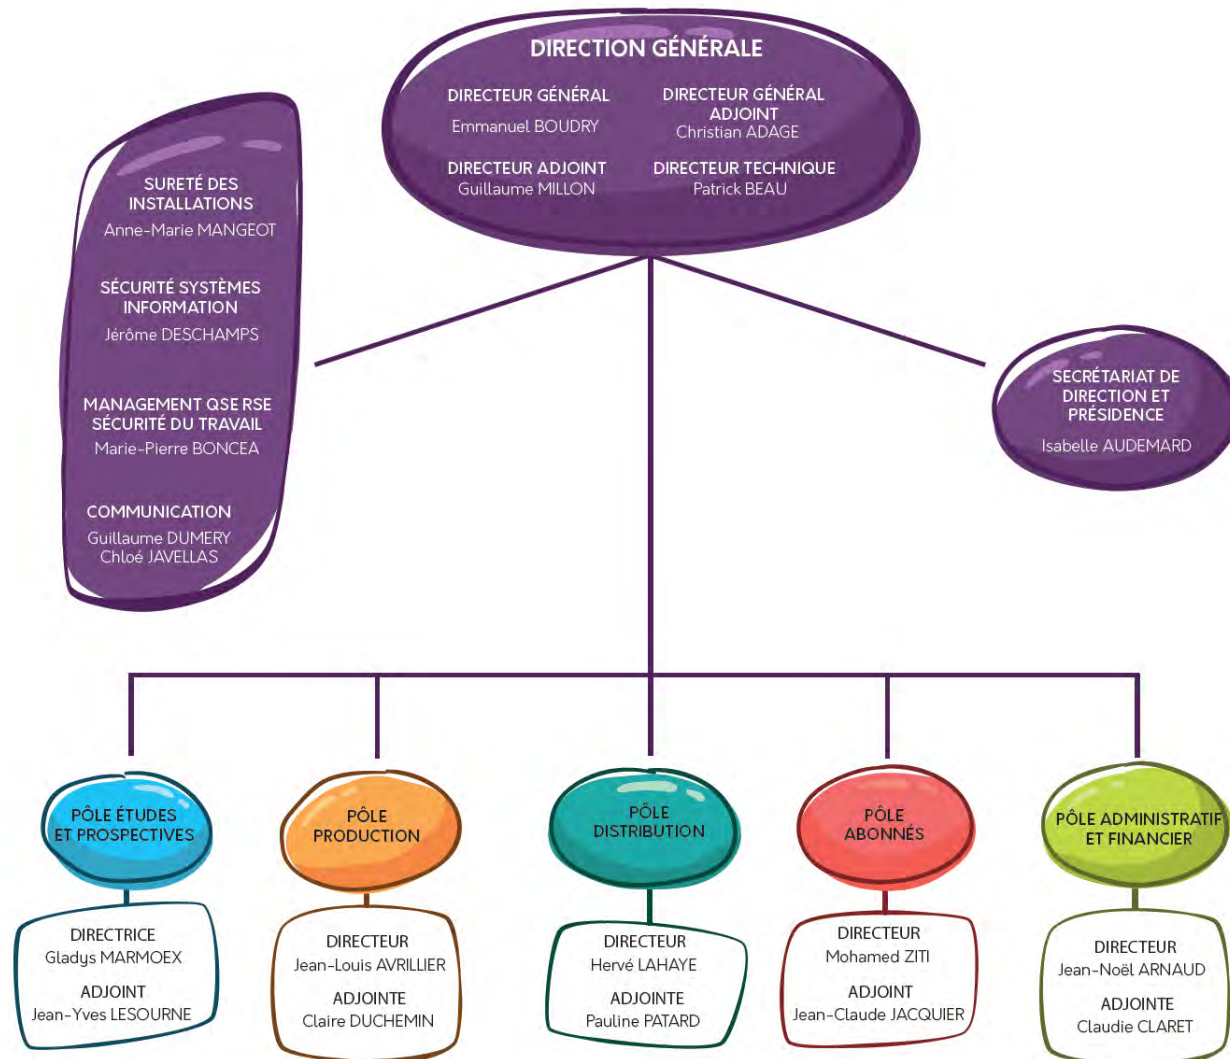 DIRECTION GÉNÉRALE
DIRECTEUR GÉNÉRAL
Emmanuel BOUDRY
DIRECTEUR GÉNÉRAL
ADJOINT
Christian ADAGE
DIRECTEUR ADJOINT
Guillaume MILLON
DIRECTEUR TECHNIQUE
Patrick BEAU
SURETÉ DES
INSTALLATIONS
Anne-Marie MANGEOT
SÉCURITÉ SYSTÈMES
INFORMATION
Jérôme DESCHAMPS
MANAGEMENT QSE RSE
SÉCURITÉ DU TRAVAIL
Marie-Pierre BONCEA
COMMUNICATION
Guillaume DUMERY
Chloé JAVELLAS
SECRÉTARIAT DE
DIRECTION ET
PRÉSIDENCE
Isabelle AUDEMARD
PÔLE ÉTUDES
ET PROSPECTIVES
DIRECTRICE
Gladys MARMOEX
ADJOINT
Jean-Yves LESOURNE
PÔLE
PRODUCTION
DIRECTEUR
Jean-Louis AVRILLIER
ADJOINTE
Claire DUCHEMIN
PÔLE
DISTRIBUTION
DIRECTEUR
Hervé LAHAYE
ADJOINTE
Pauline PATARD
PÔLE
ABONNÉS
DIRECTEUR
Mohamed ZITI
ADJOINT
Jean-Claude JACQUIER
PÔLE ADMINISTRATIF
ET FINANCIER
DIRECTEUR
Jean-Noël ARNAUD
ADJOINTE
Claudie CLARET